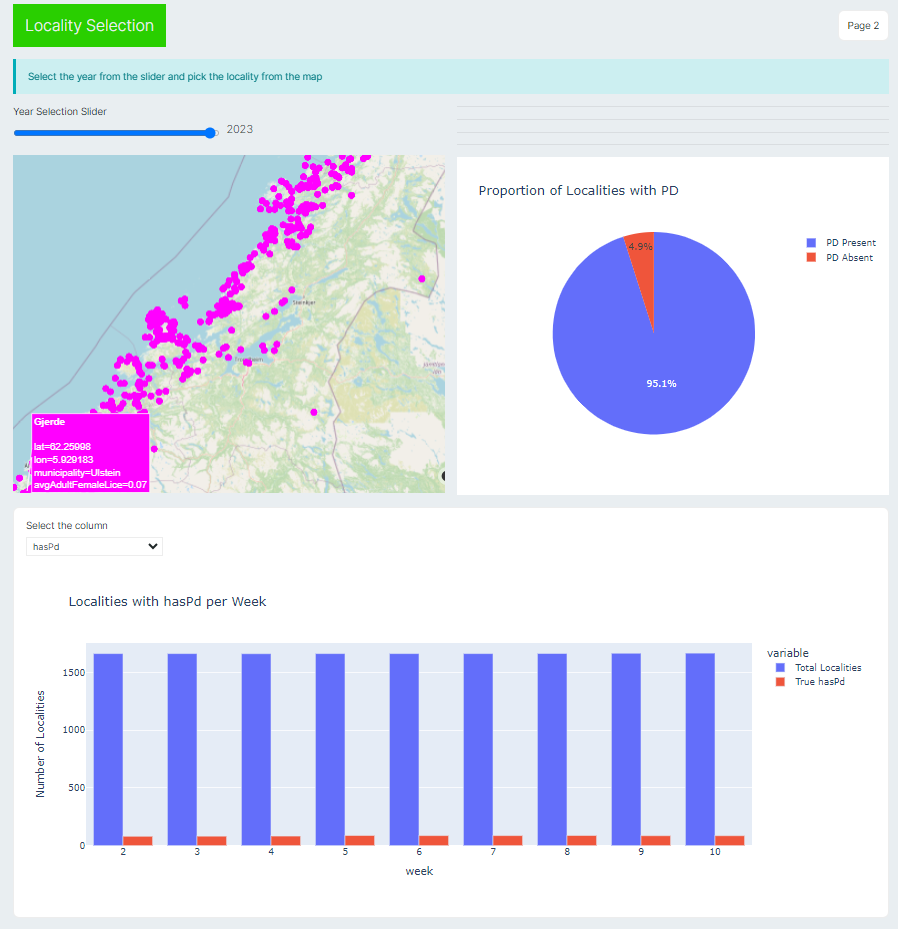 Locality Selection
Page 2
Select the year from the slider and pick the locality from the map
Year Selection Slider
2023
Steinkjer
Gjerde
lat=62.25998
lon=5.929183
municipality=Ulstein
avgAdultFemaleLice=0.07
Proportion of Localities with PD
4.9%
95.1%
PD Present
PD Absent
Select the column
hasPd
Localities with hasPd per Week
Number of Localities
1500
1000
500
0
2 3 4 5 6 7 8 9 10
week
variable
Total Localities
True hasPd